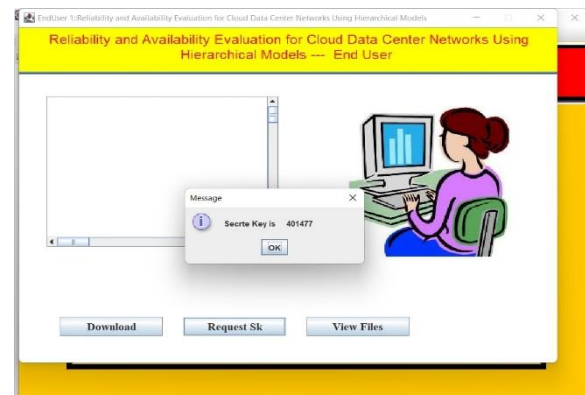 EndUser 1:Reliability and Availability Evaluation for Cloud Data Center Networks Using Hierarchical Models
Reliability and Availability Evaluation for Cloud Data Center Networks Using
Hierarchical Models --- End User
Message
Secrte Key is 401477
OK
Download
Request Sk
View Files